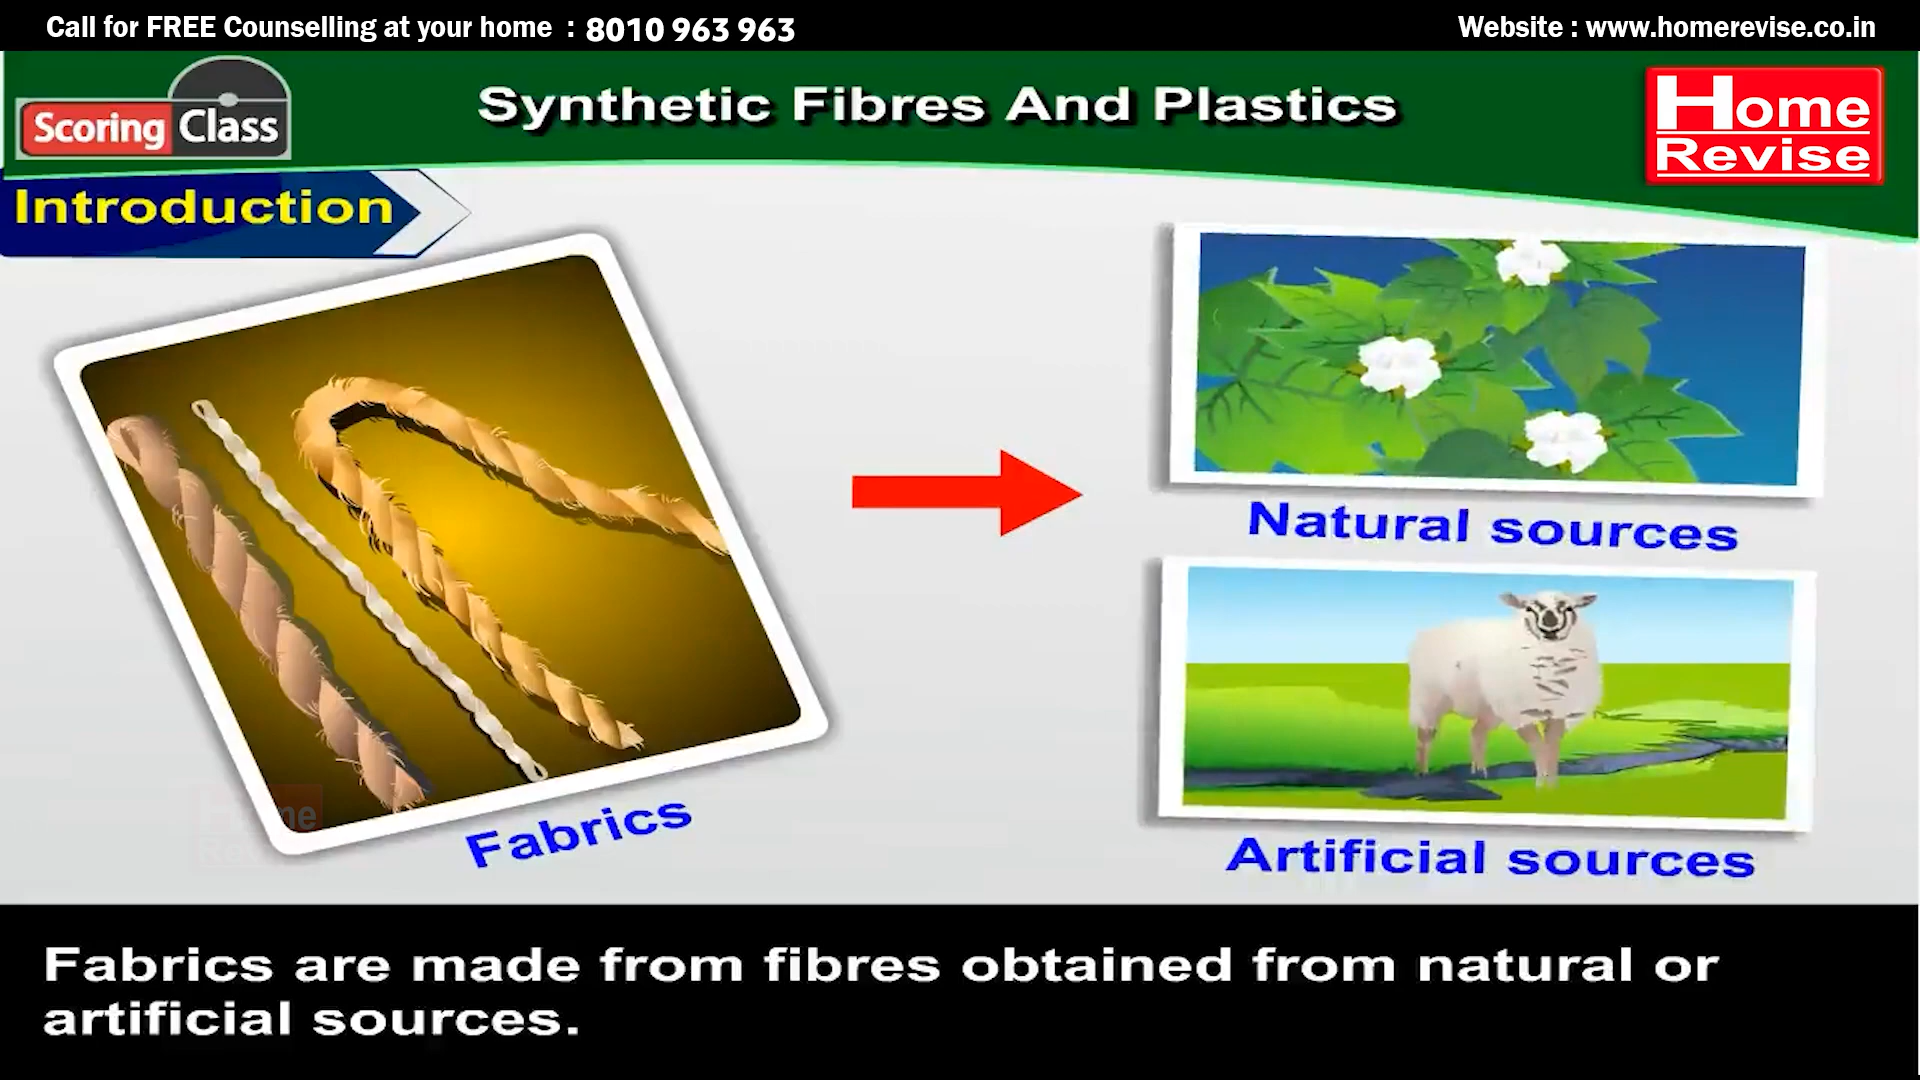 Call for FREE Counselling at your home : 8010 963 963
Website : www.homerevise.co.in
Scoring Class
Synthetic Fibres And Plastics
Home
Revise
Introduction
Natural sources
Fabrics
Artificial sources
Home
Revise
Fabrics are made from fibres obtained from natural or
artificial sources.